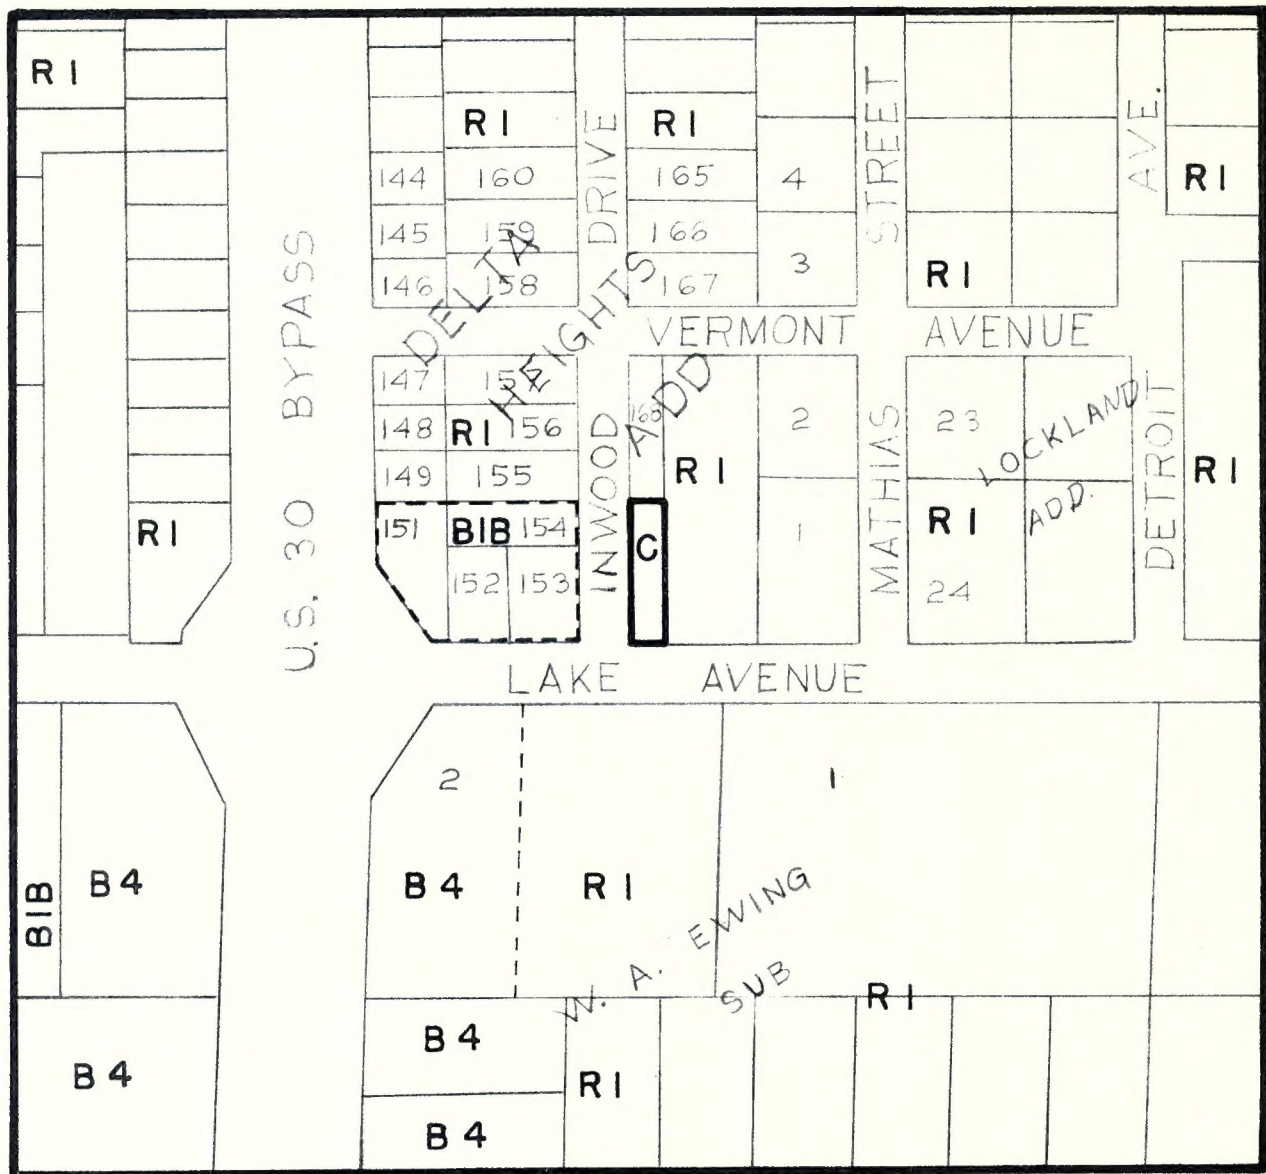 R1
R1
R1
144
160
165
4
R1
145
159
166
146
158
167
3
R1
DELTA
HEIGHTS
ADD
INWOOD DRIVE
MATHIAS STREET
DETROIT AVE.
U.S. 30 BYPASS
VERMONT AVENUE
147
157
168
2
23
LOCKLAND
ADD.
148
R1
156
R1
R1
149
155
R1
151
B1B
154
C
1
R1
152
153
24
LAKE AVENUE
2
1
B1B
B4
B4
R1
W. A. EWING
SUB
R1
B4
B4
R1
B4